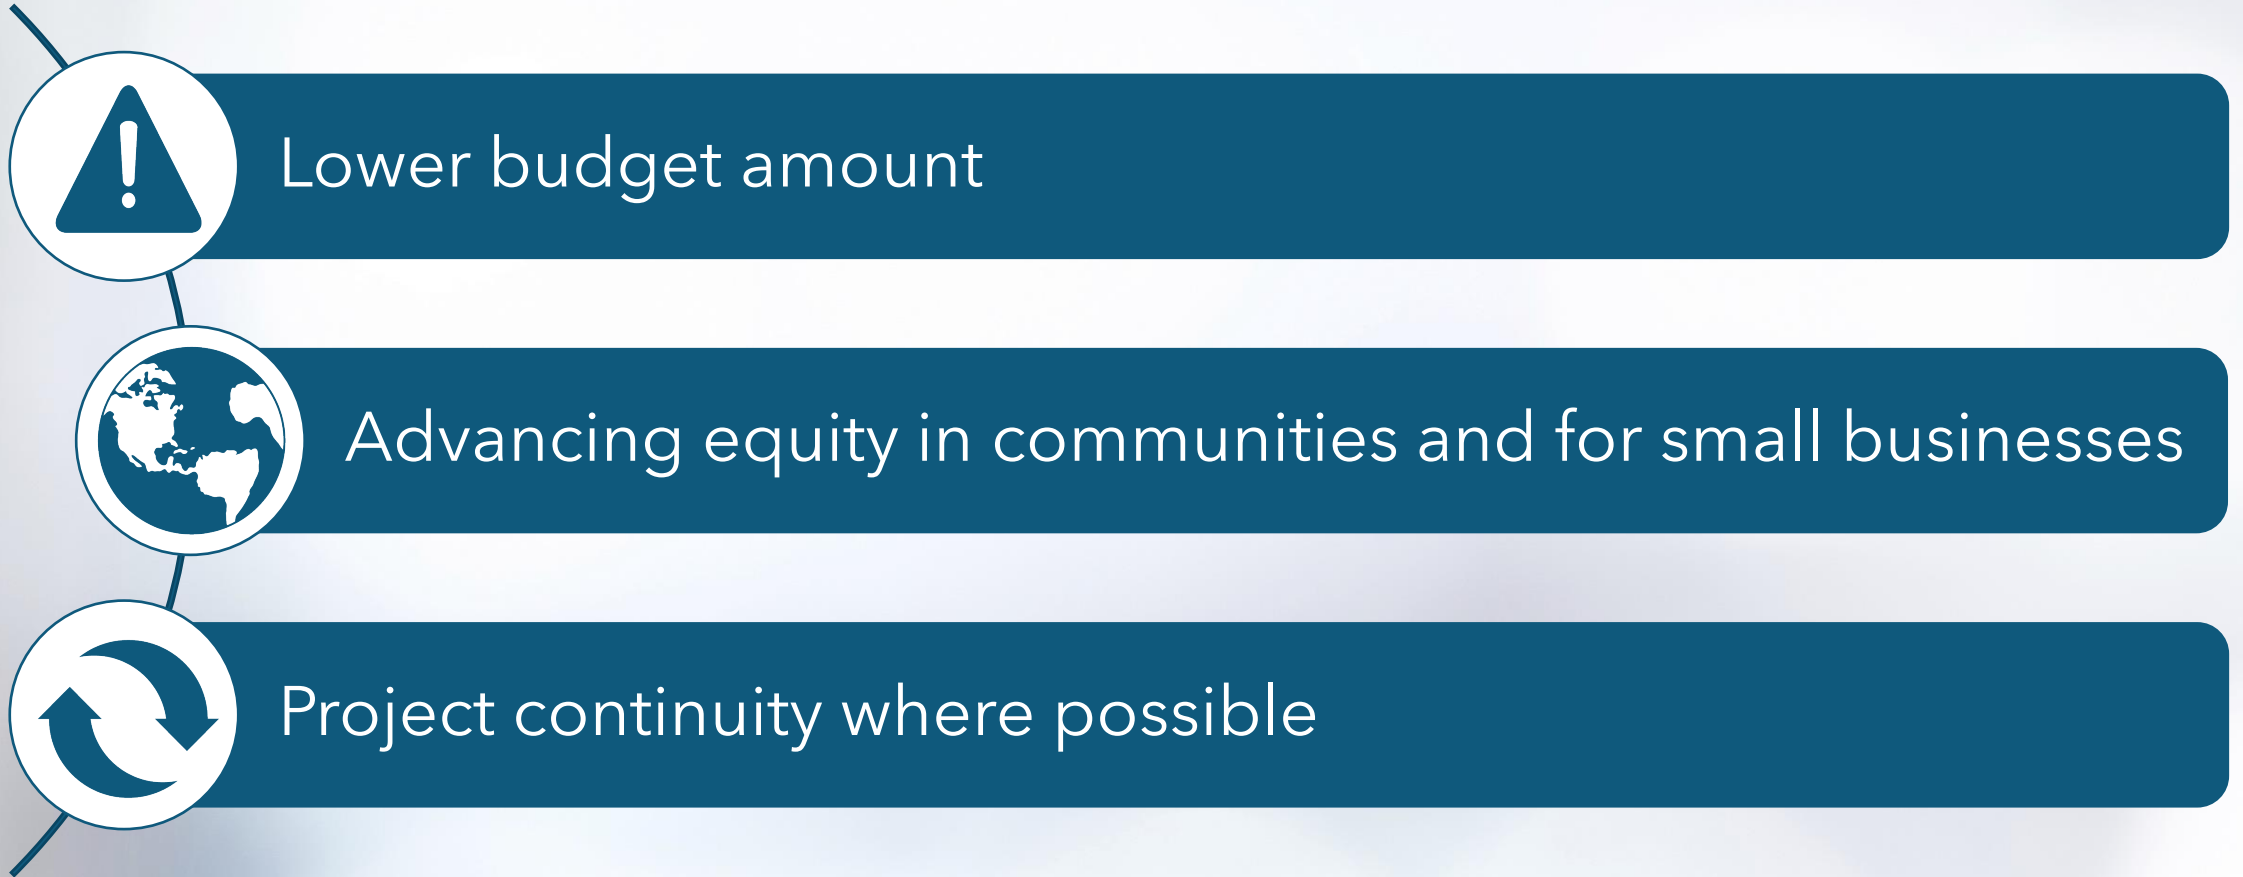 Lower budget amount
Advancing equity in communities and for small businesses
Project continuity where possible